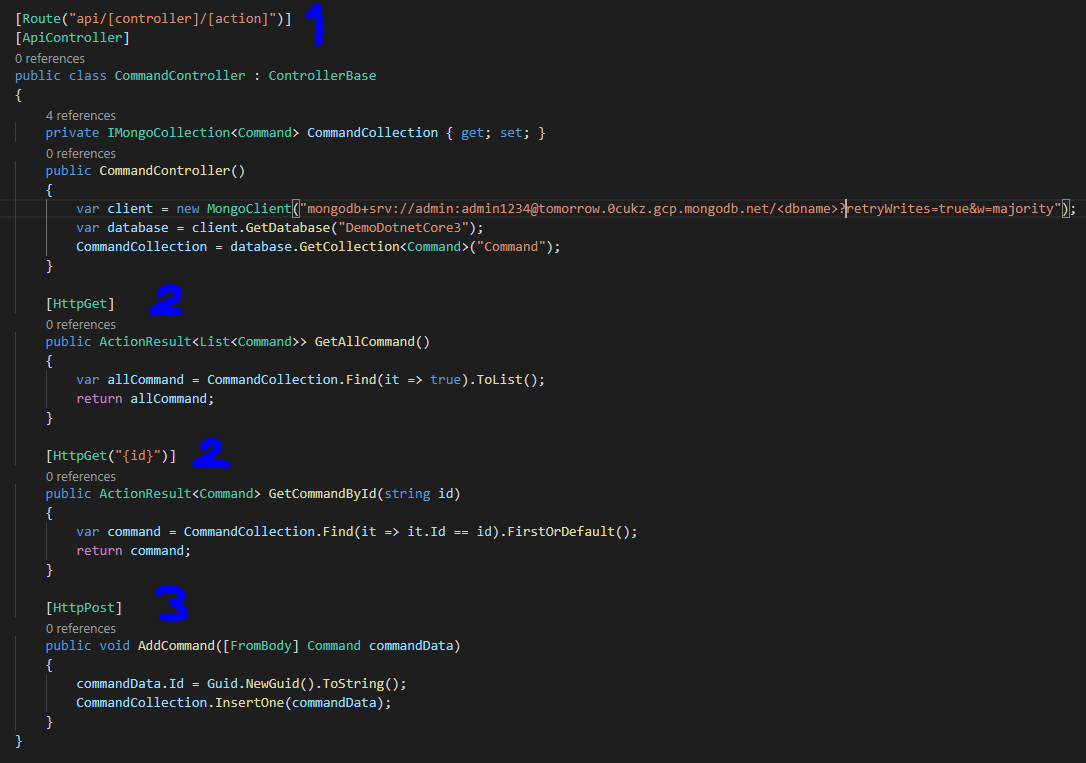 [Route("api/[controller]/[action]")] 1
[ApiController]
0 references
public class CommandController : ControllerBase
{
4 references
private IMongoCollection<Command> CommandCollection { get; set; }
0 references
public CommandController()
{
var client = new MongoClient("mongodb+srv://admin:admin1234@tomorrow.0cukz.gcp.mongodb.net/<dbname>?retryWrites=true&w=majority");
var database = client.GetDatabase("DemoDotnetCore3");
CommandCollection = database.GetCollection<Command>("Command");
}
[HttpGet] 2
0 references
public ActionResult<List<Command>> GetAllCommand()
{
var allCommand = CommandCollection.Find(it => true).ToList();
return allCommand;
}
[HttpGet("{id}")] 2
0 references
public ActionResult<Command> GetCommandById(string id)
{
var command = CommandCollection.Find(it => it.Id == id).FirstOrDefault();
return command;
}
[HttpPost] 3
0 references
public void AddCommand([FromBody] Command commandData)
{
commandData.Id = Guid.NewGuid().ToString();
CommandCollection.InsertOne(commandData);
}
}